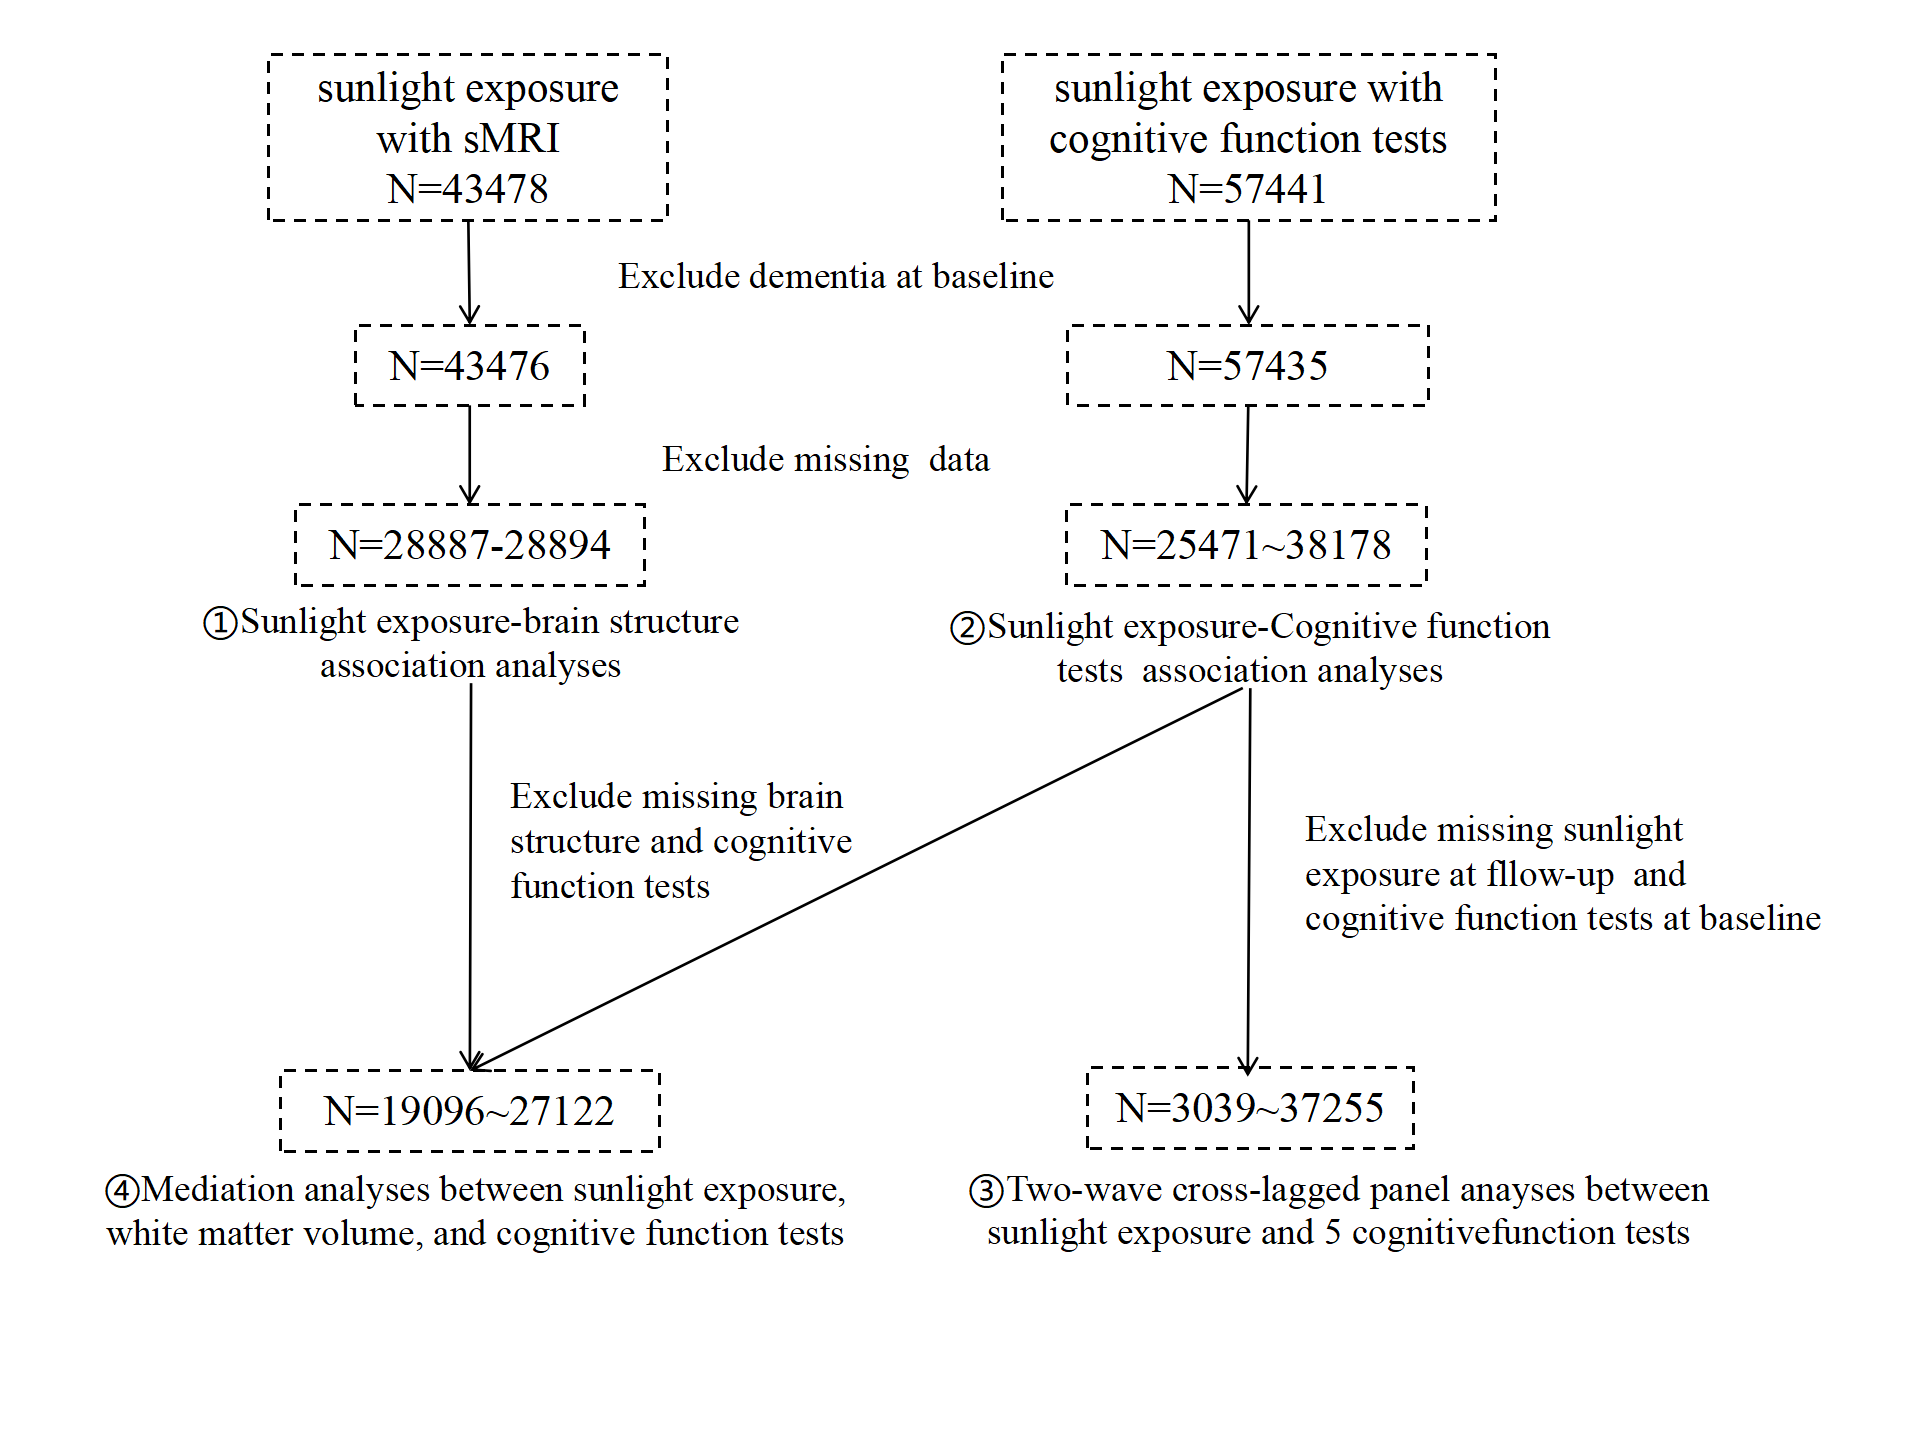 sunlight exposure
with sMRI
N=43478
sunlight exposure with
cognitive function tests
N=57441
Exclude dementia at baseline
N=43476
N=57435
Exclude missing  data
N=28887-28894
N=25471~38178
①Sunlight exposure-brain structure
association analyses
②Sunlight exposure-Cognitive function
tests  association analyses
Exclude missing brain
structure and cognitive
function tests
Exclude missing sunlight
exposure at fllow-up  and
cognitive function tests at baseline
N=19096~27122
N=3039~37255
④Mediation analyses between sunlight exposure,
white matter volume, and cognitive function tests
③Two-wave cross-lagged panel anayses between
sunlight exposure and 5 cognitivefunction tests